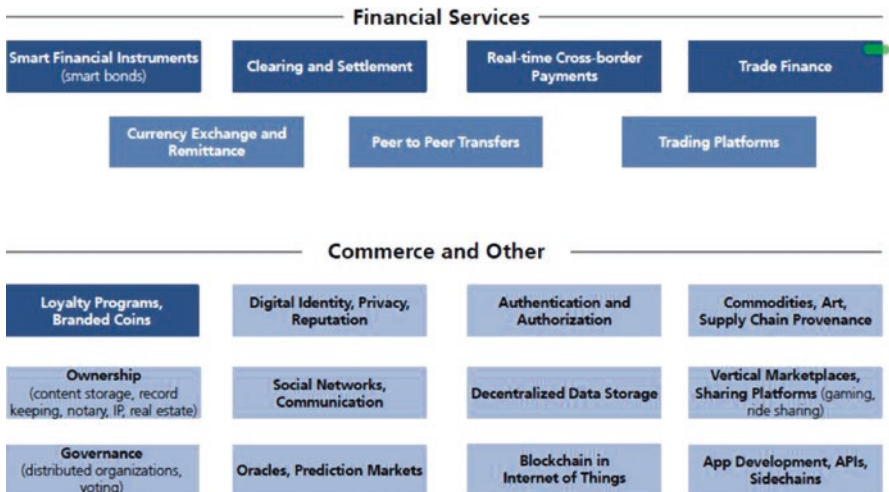 Financial Services
Smart Financial Instruments
(smart bonds)
Clearing and Settlement
Real-time Cross-border
Payments
Trade Finance
Currency Exchange and
Remittance
Peer to Peer Transfers
Trading Platforms
Commerce and Other
Loyalty Programs,
Branded Coins
Digital Identity, Privacy,
Reputation
Authentication and
Authorization
Commodities, Art,
Supply Chain Provenance
Ownership
(content storage, record
keeping, notary, IP, real estate)
Social Networks,
Communication
Decentralized Data Storage
Vertical Marketplaces,
Sharing Platforms (gaming,
ride sharing)
Governance
(distributed organizations,
voting)
Oracles, Prediction Markets
Blockchain in
Internet of Things
App Development, APIs,
Sidechains